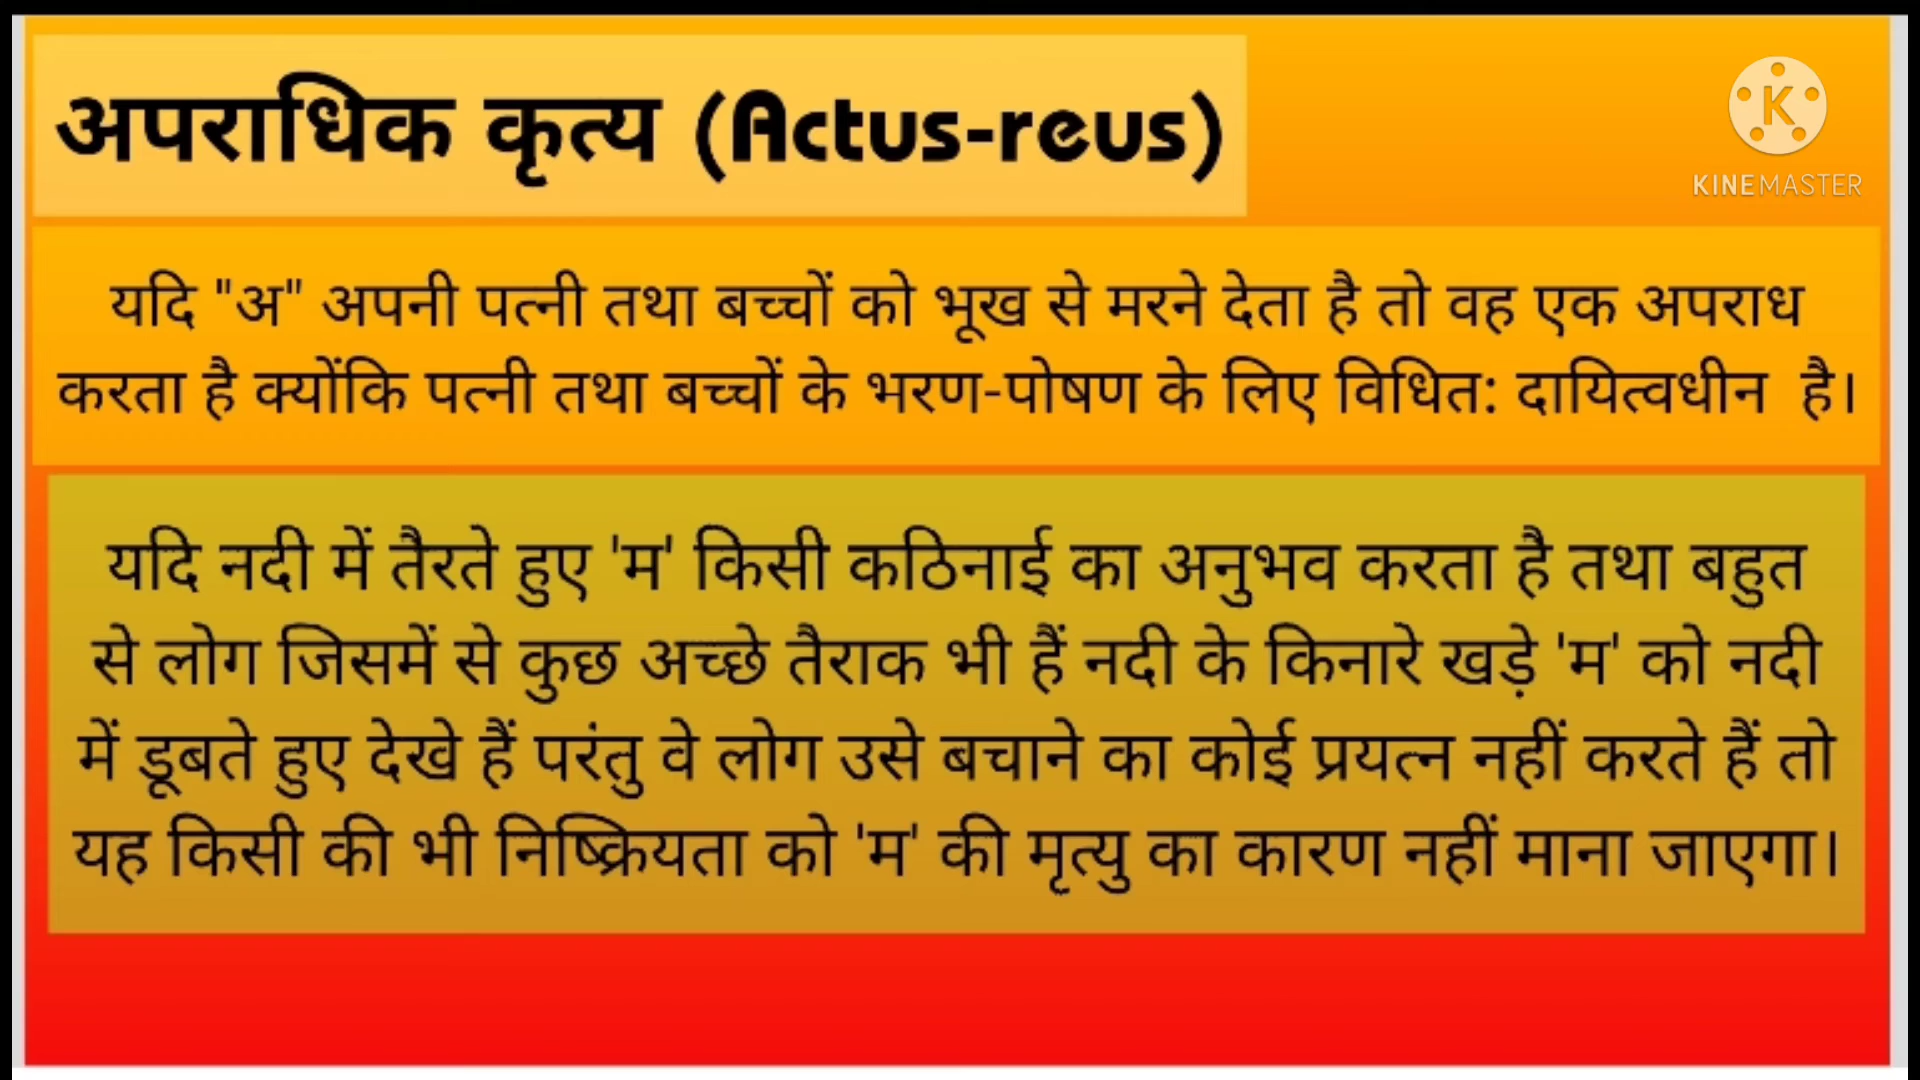 अपराधिक कृत्य (Actus-reus)
KINEMASTER
यदि "अ" अपनी पत्नी तथा बच्चों को भूख से मरने देता है तो वह एक अपराध
करता है क्योंकि पत्नी तथा बच्चों के भरण-पोषण के लिए विधित: दायित्वधीन है।
यदि नदी में तैरते हुए 'म' किसी कठिनाई का अनुभव करता है तथा बहुत
से लोग जिसमें से कुछ अच्छे तैराक भी हैं नदी के किनारे खड़े 'म' को नदी
में डूबते हुए देखे हैं परंतु वे लोग उसे बचाने का कोई प्रयत्न नहीं करते हैं तो
यह किसी की भी निष्क्रियता को 'म' की मृत्यु का कारण नहीं माना जाएगा।